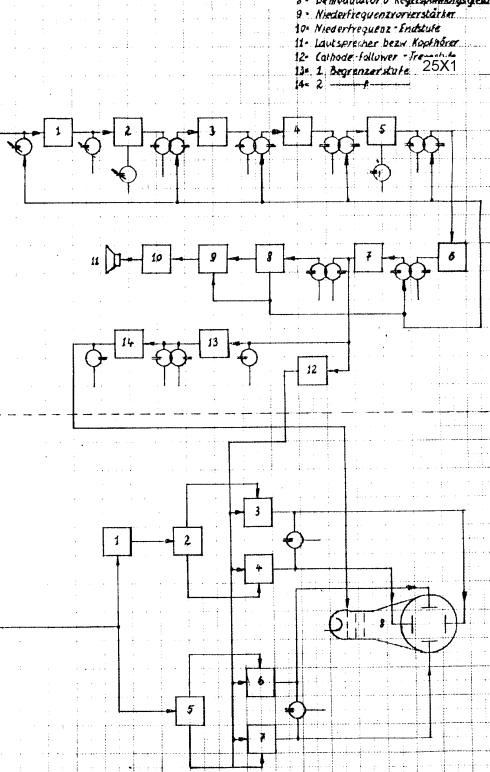 8- Demodulator u Regelspannungsgleich
9- Niederfrequenzvorverstärker
10- Niederfrequenz-Endstufe
11- Lautsprecher bezw Kopfhörer
12- Cathode-follower - Trennstufe
25X1
13- 1 Begrenzerstufe
14- 2 ——— " ———
1 2 3 4 5
11 10 9 8 7 6
14 13
12
3
1 2
4
8
6
5
7